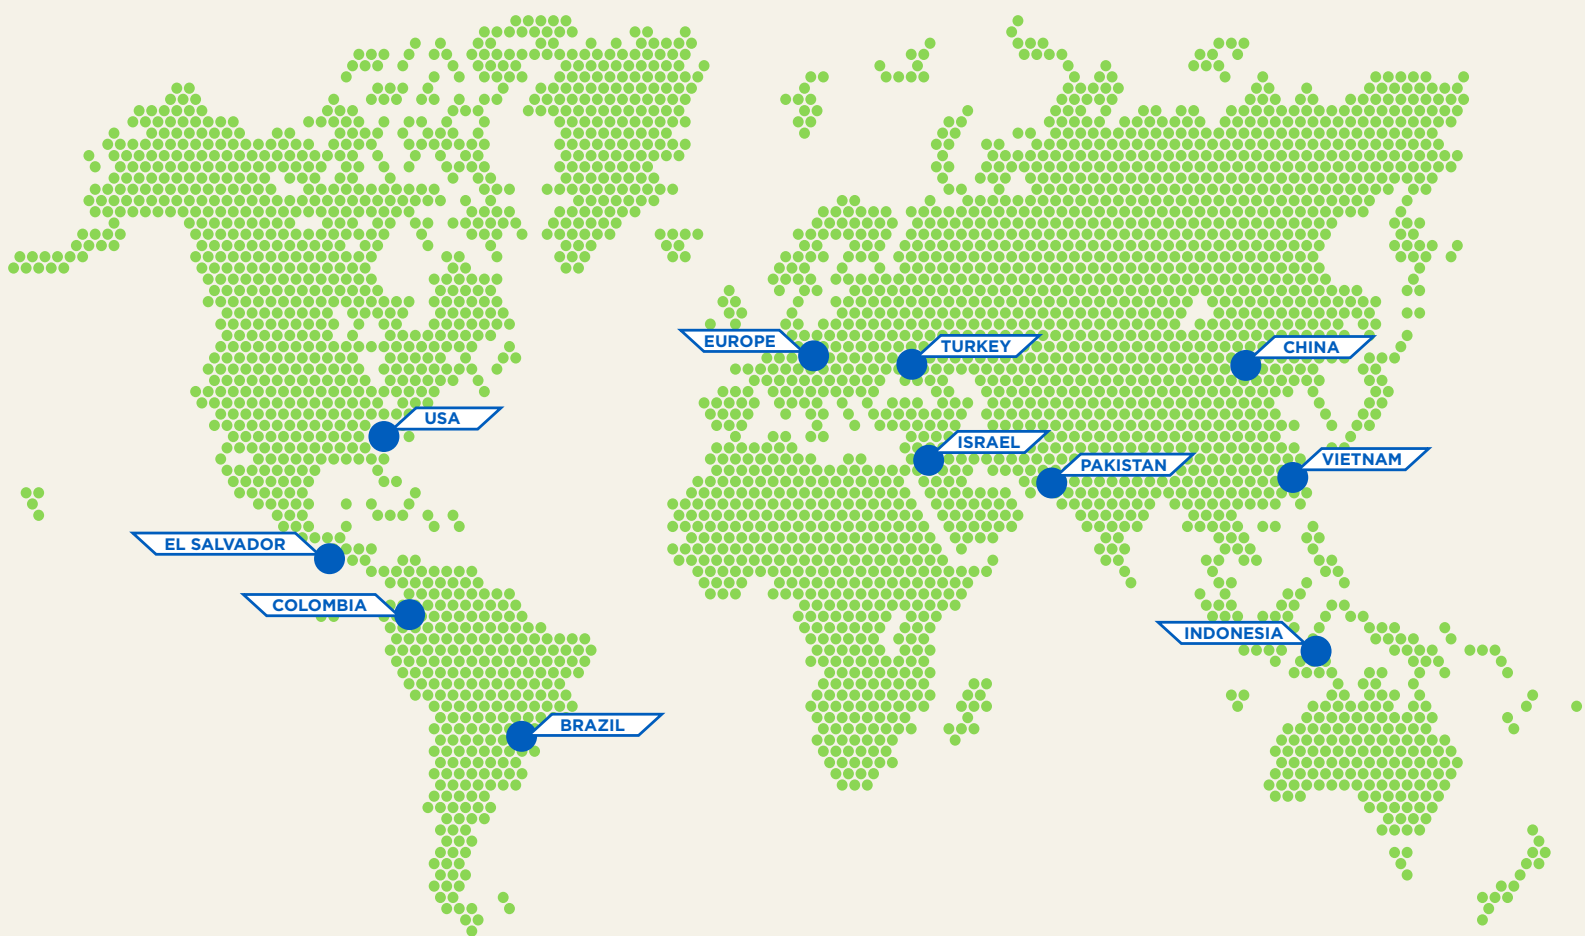 EUROPE
TURKEY
CHINA
USA
ISRAEL
PAKISTAN
VIETNAM
EL SALVADOR
COLOMBIA
INDONESIA
BRAZIL